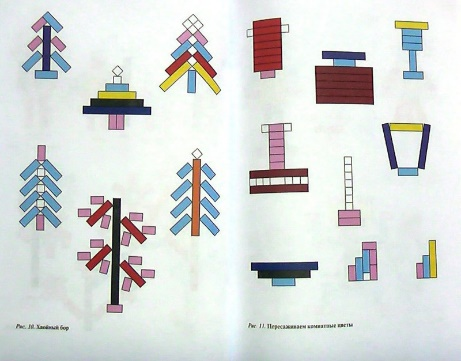 Рис. 10. Хвойный бор
Рис. 11. Пересаживаем комнатные цветы